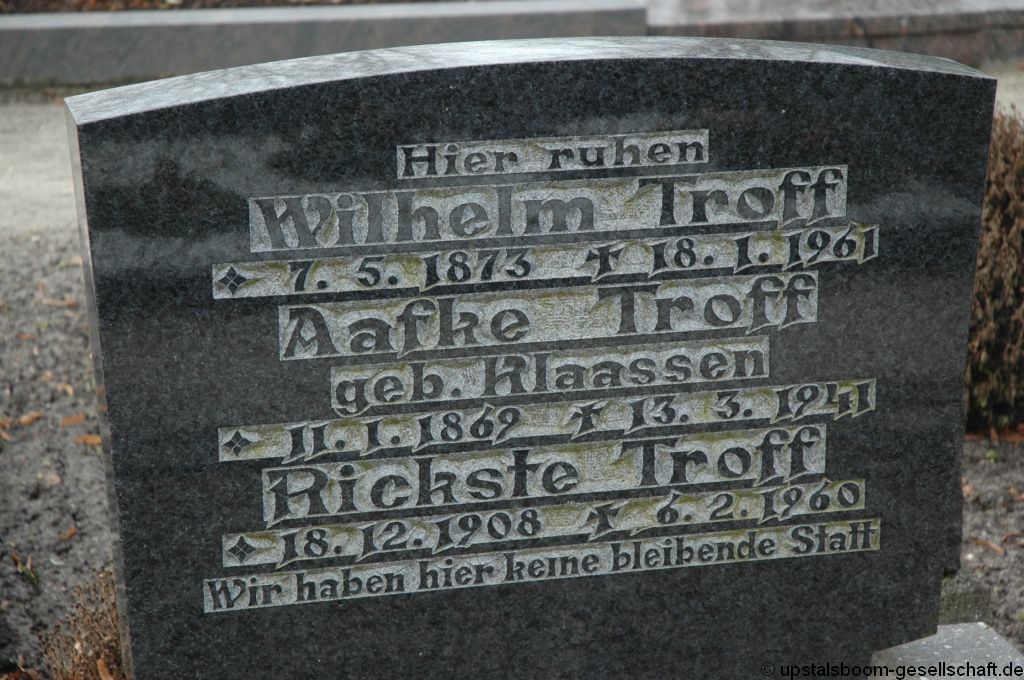 Hier ruhen
Wilhelm Troff
7. 5. 1873 ✝ 18. 1. 1961
Aafke Troff
geb. Klaassen
11. 1. 1869 ✝ 13. 3. 1941
Rickste Troff
18. 12. 1908 ✝ 6. 2. 1960
Wir haben hier keine bleibende Statt
© upstalsboom-gesellschaft.de